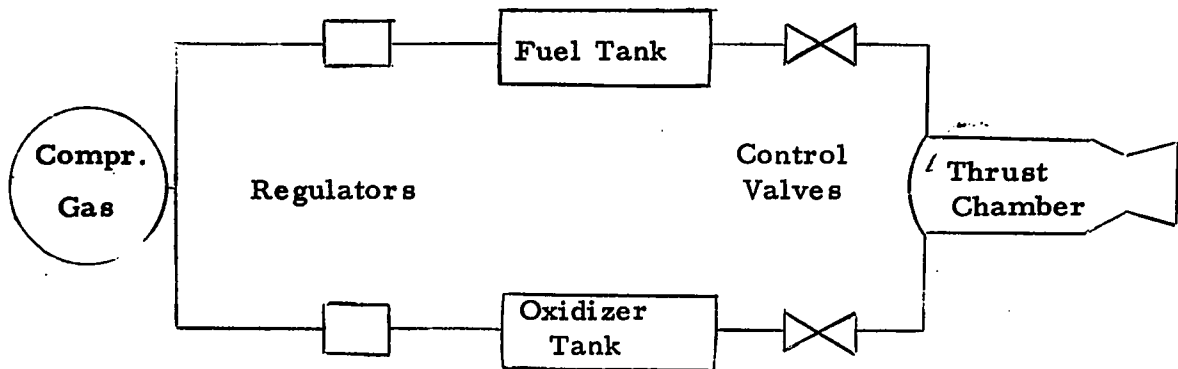 Fuel Tank
Compr.
Gas
Regulators
Control
Valves
Thrust
Chamber
Oxidizer
Tank